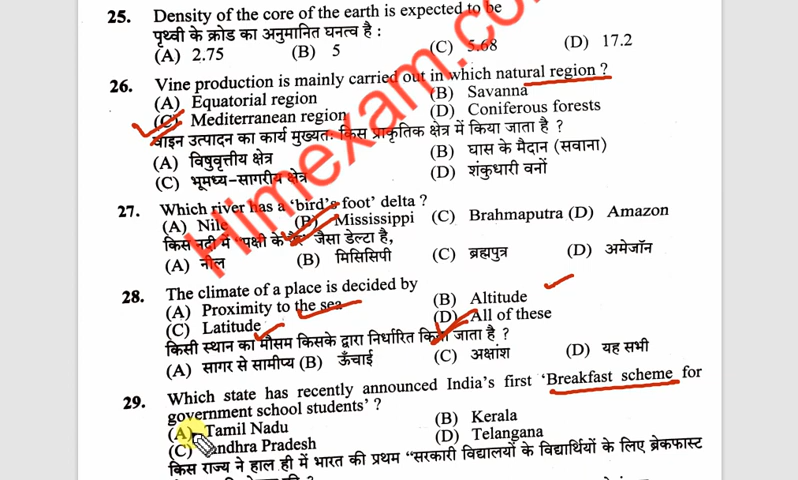 25. Density of the core of the earth is expected to be
पृथ्वी के क्रोड का अनुमानित घनत्व है :
(A) 2.75 (B) 5 (C) 5.68 (D) 17.2
26. Vine production is mainly carried out in which natural region ?
(A) Equatorial region (B) Savanna
(C) Mediterranean region (D) Coniferous forests
वाइन उत्पादन का कार्य मुख्यतः किस प्राकृतिक क्षेत्र में किया जाता है ?
(A) विषुवृत्तीय क्षेत्र (B) घास के मैदान (सवाना)
(C) भूमध्य-सागरीय क्षेत्र (D) शंकुधारी वनों
27. Which river has a 'bird's foot' delta ?
(A) Nile (B) Mississippi (C) Brahmaputra (D) Amazon
किस नदी में "पक्षी के पैर" जैसा डेल्टा है,
(A) नील (B) मिसिसिपी (C) ब्रह्मपुत्र (D) अमेजॉन
28. The climate of a place is decided by
(A) Proximity to the sea (B) Altitude
(C) Latitude (D) All of these
किसी स्थान का मौसम किसके द्वारा निर्धारित किया जाता है ?
(A) सागर से सामीप्य (B) ऊँचाई (C) अक्षांश (D) यह सभी
29. Which state has recently announced India's first 'Breakfast scheme for
government school students' ?
(A) Tamil Nadu (B) Kerala
(C) Andhra Pradesh (D) Telangana
किस राज्य ने हाल ही में भारत की प्रथम "सरकारी विद्यालयों के विद्यार्थियों के लिए ब्रेकफास्ट
Himexam.co